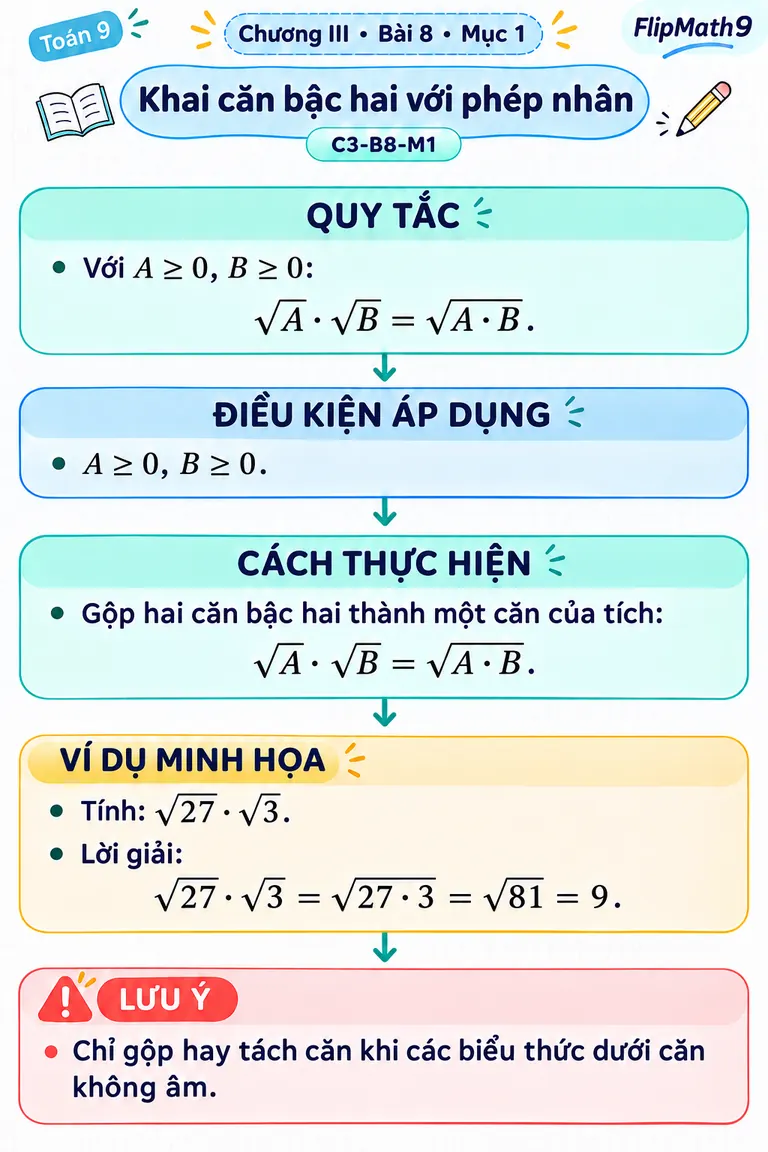 Toán 9
Chương III • Bài 8 • Mục 1
FlipMath9
Khai căn bậc hai với phép nhân
C3-B8-M1
QUY TẮC
• Với A ≥ 0, B ≥ 0:
√A · √B = √(A · B).
ĐIỀU KIỆN ÁP DỤNG
• A ≥ 0, B ≥ 0.
CÁCH THỰC HIỆN
• Gộp hai căn bậc hai thành một căn của tích:
√A · √B = √(A · B).
VÍ DỤ MINH HỌA
• Tính: √27 · √3.
• Lời giải:
√27 · √3 = √(27 · 3) = √81 = 9.
LƯU Ý
• Chỉ gộp hay tách căn khi các biểu thức dưới căn
không âm.